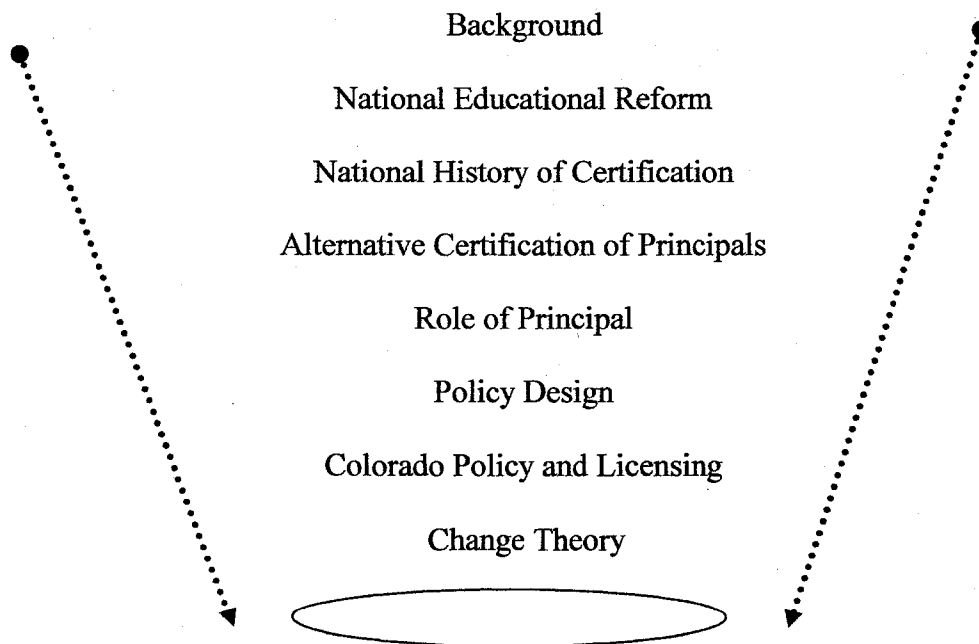 Background
National Educational Reform
National History of Certification
Alternative Certification of Principals
Role of Principal
Policy Design
Colorado Policy and Licensing
Change Theory